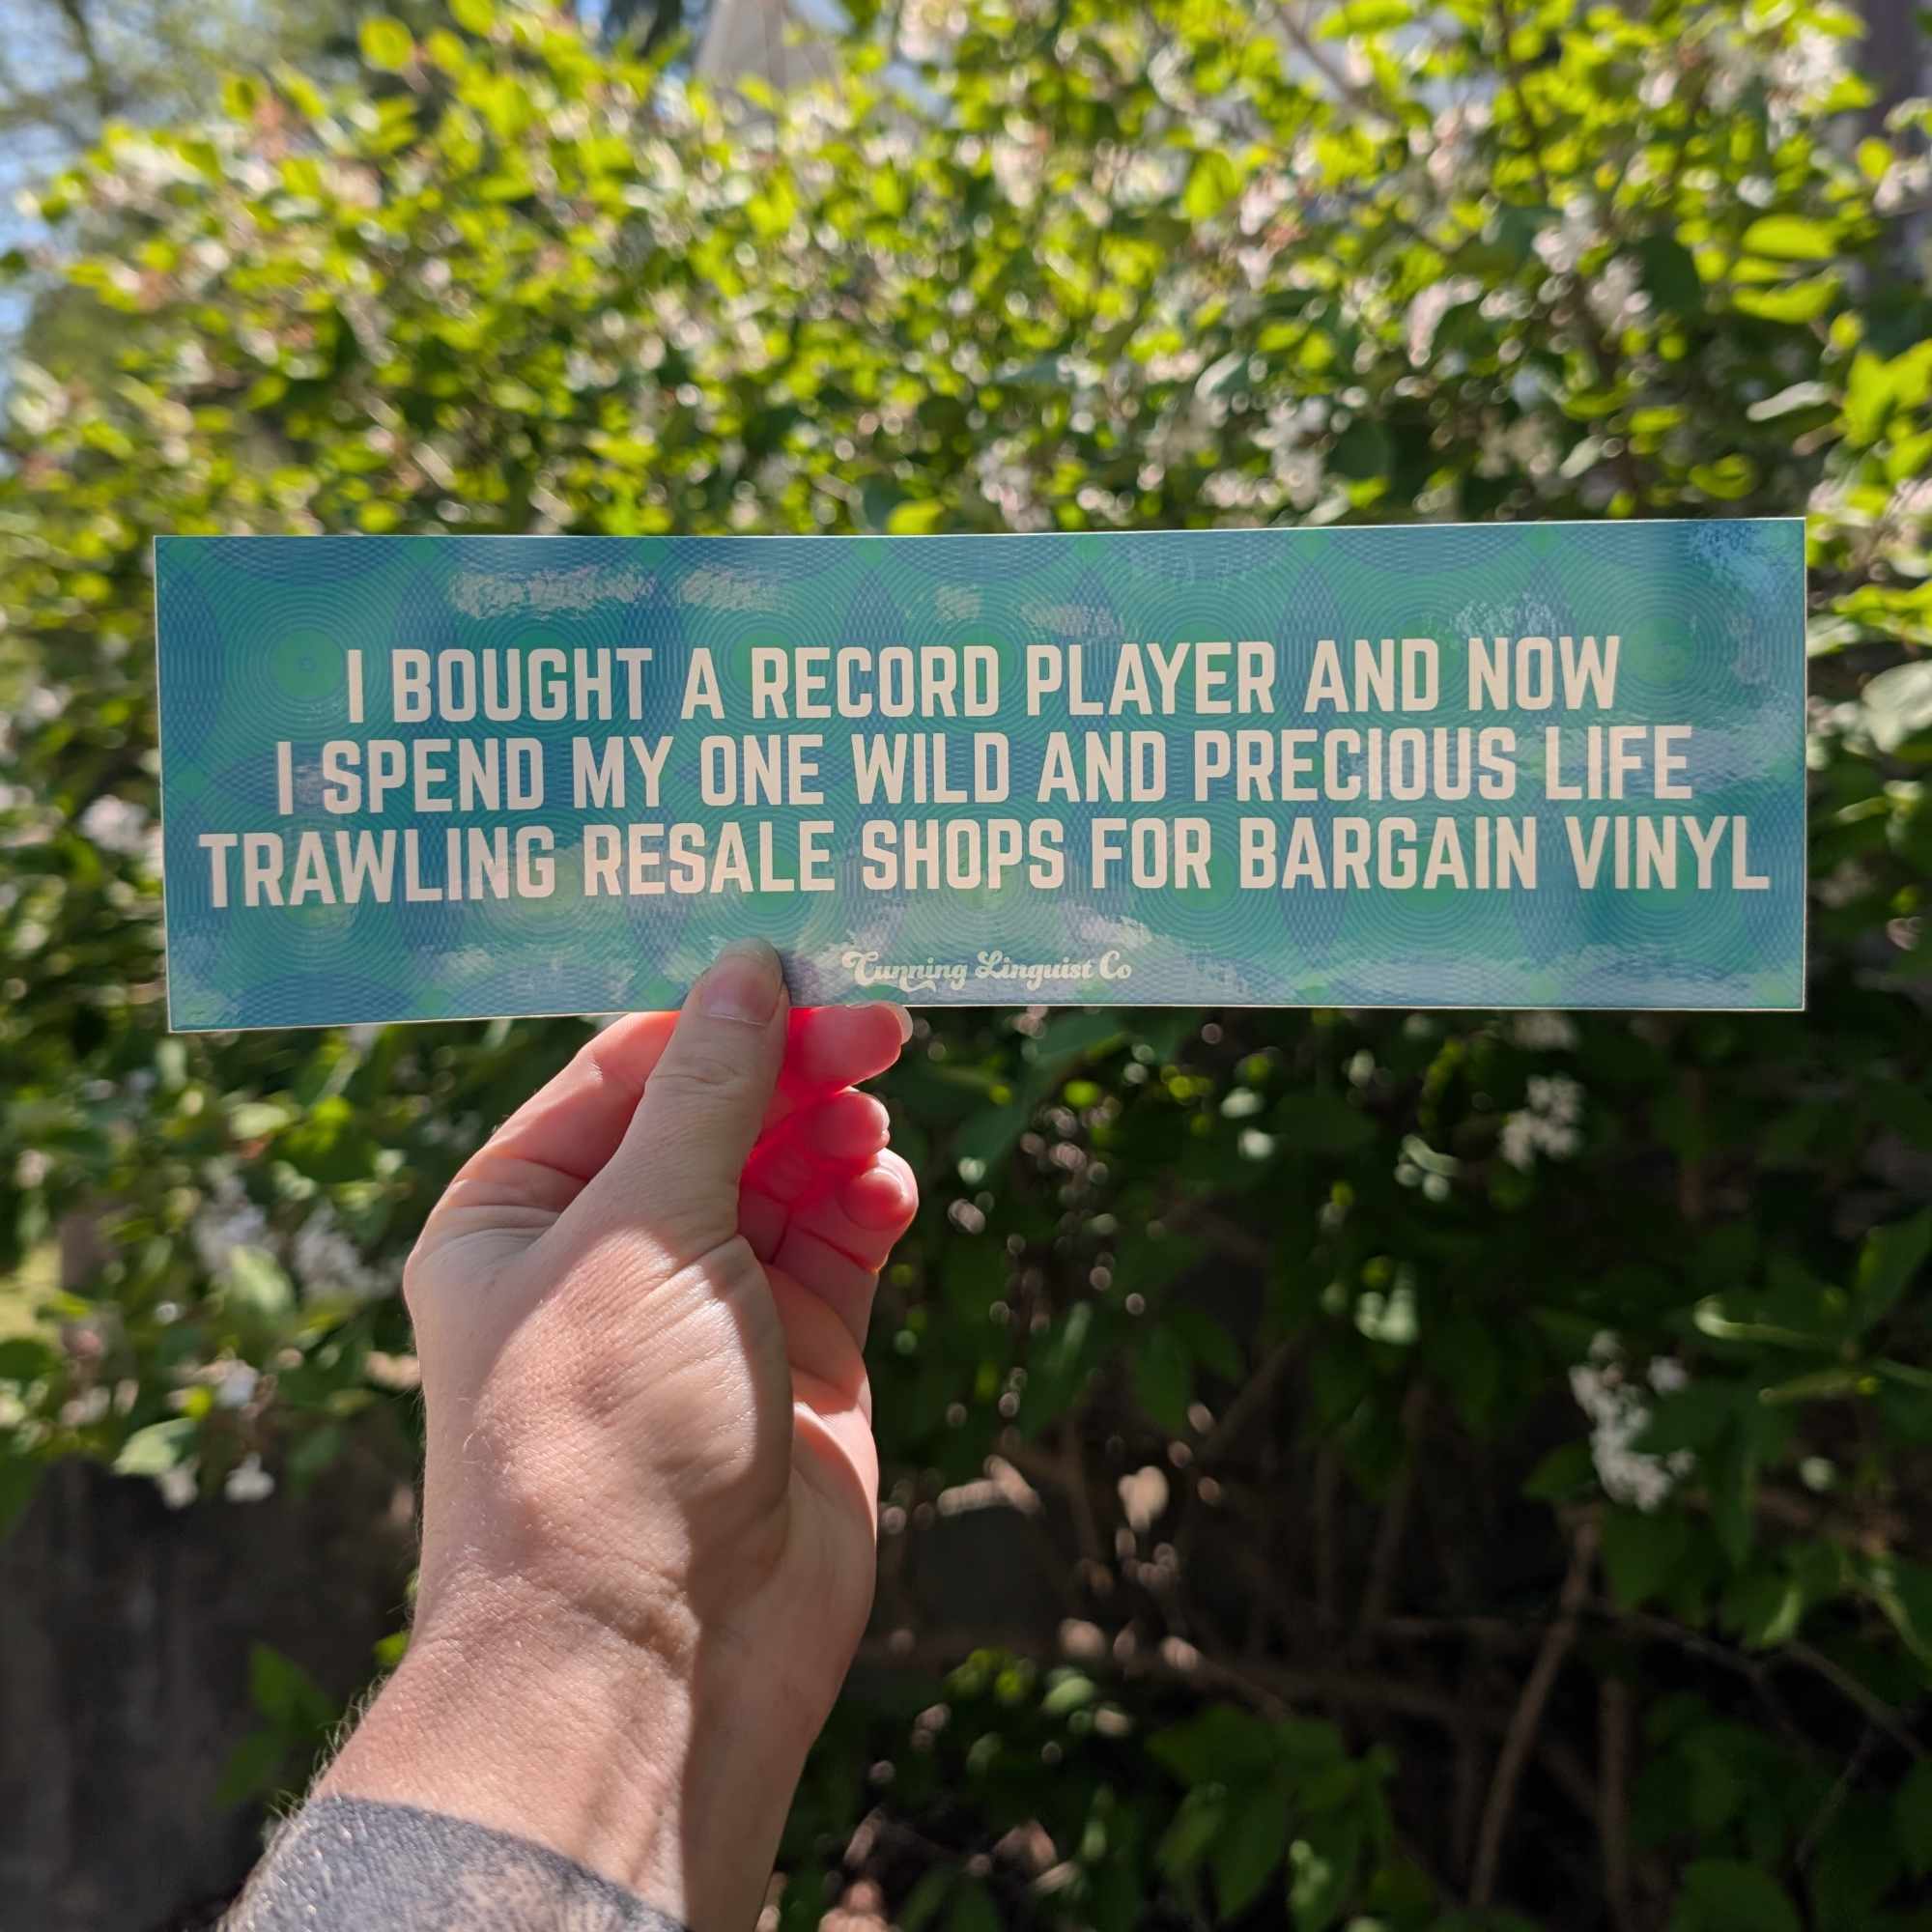 I BOUGHT A RECORD PLAYER AND NOW
I SPEND MY ONE WILD AND PRECIOUS LIFE
TRAWLING RESALE SHOPS FOR BARGAIN VINYL
Cunning Linguist Co